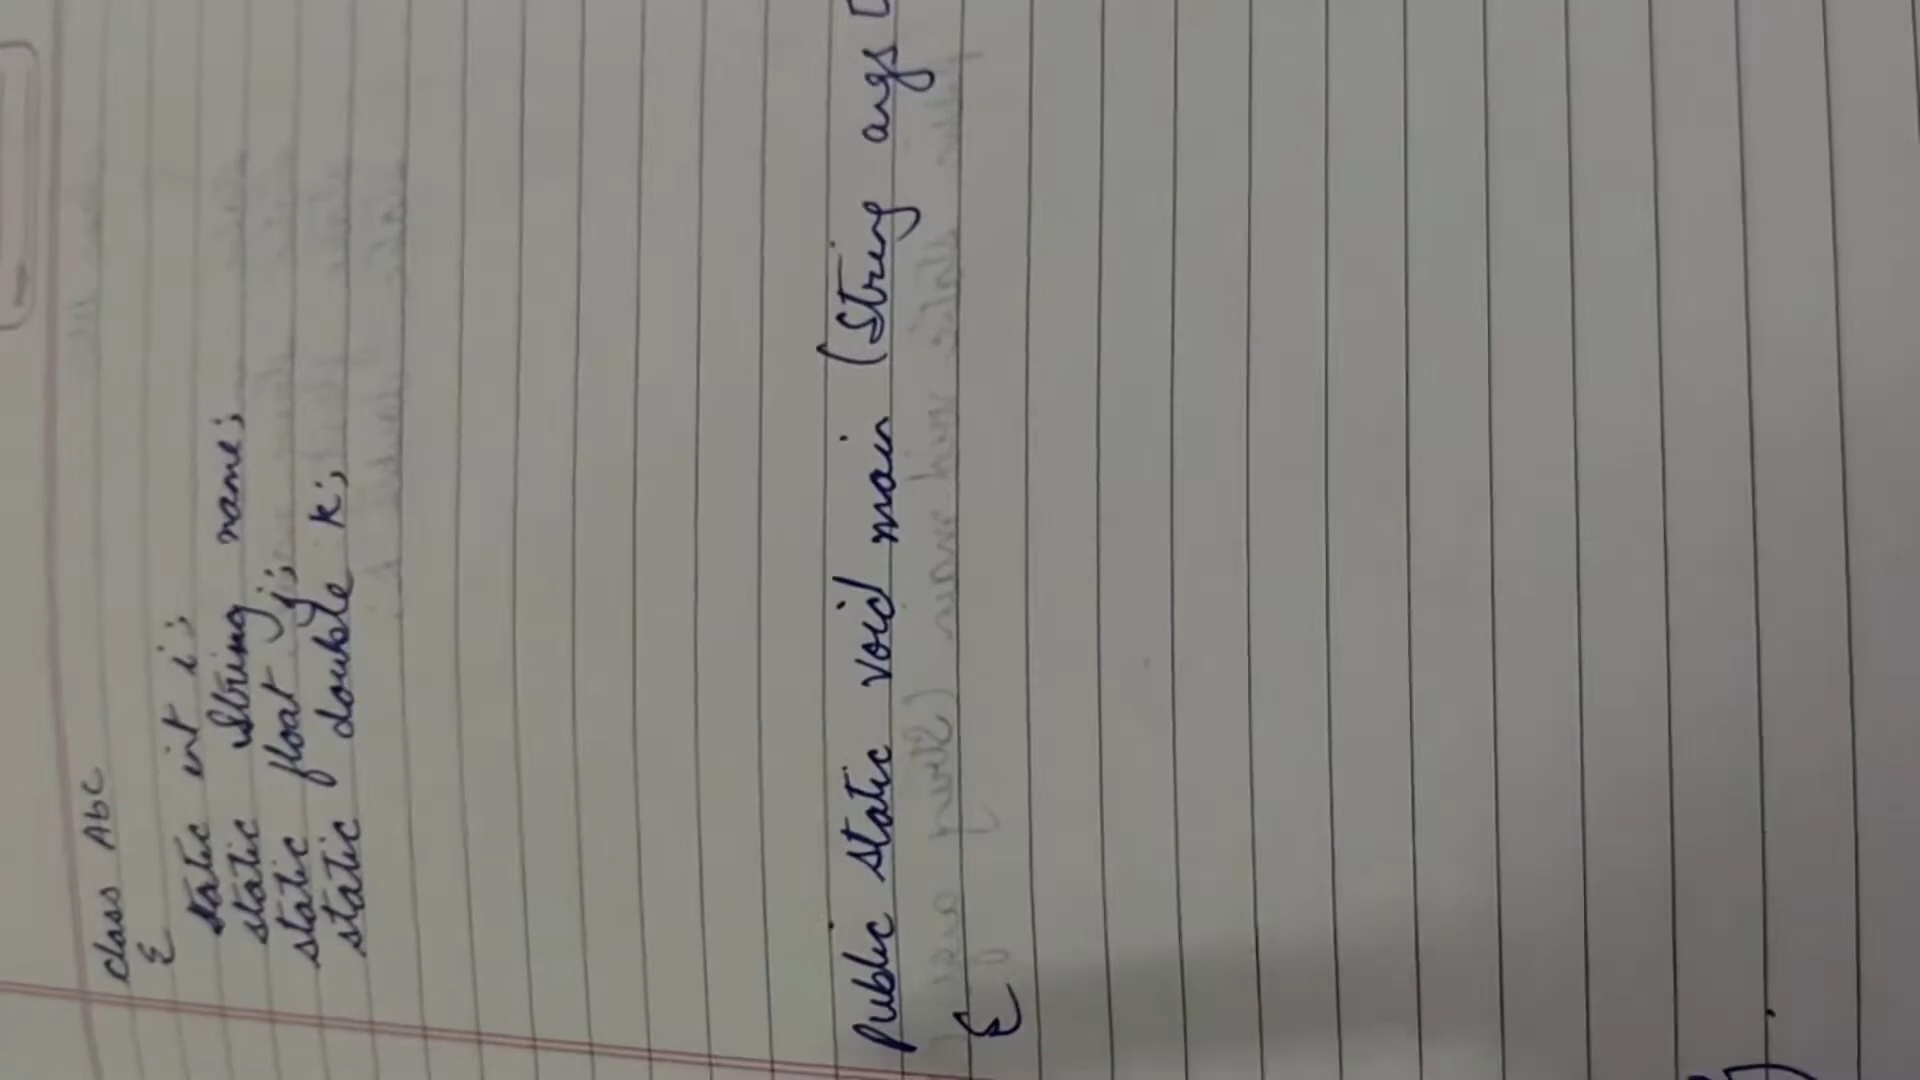 class Abc
{
static int i;
static String name;
static float j;
static double k;
public static void main (String args [
{